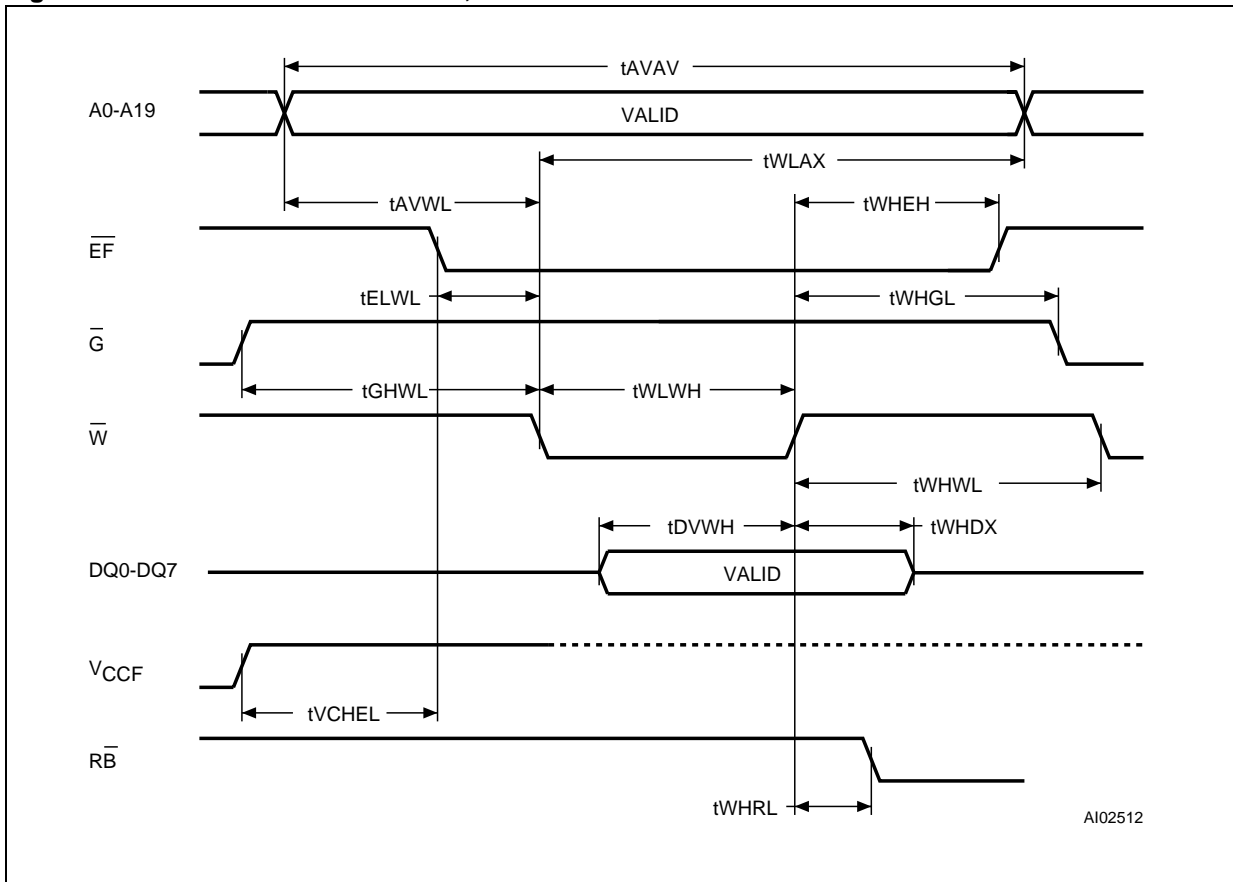 tAVAV
A0-A19
VALID
tWLAX
tAVWL
tWHEH
EF
tELWL
tWHGL
G
tGHWL
tWLWH
W
tWHWL
tDVWH
tWHDX
DQ0-DQ7
VALID
VCCF
tVCHEL
RB
tWHRL
AI02512